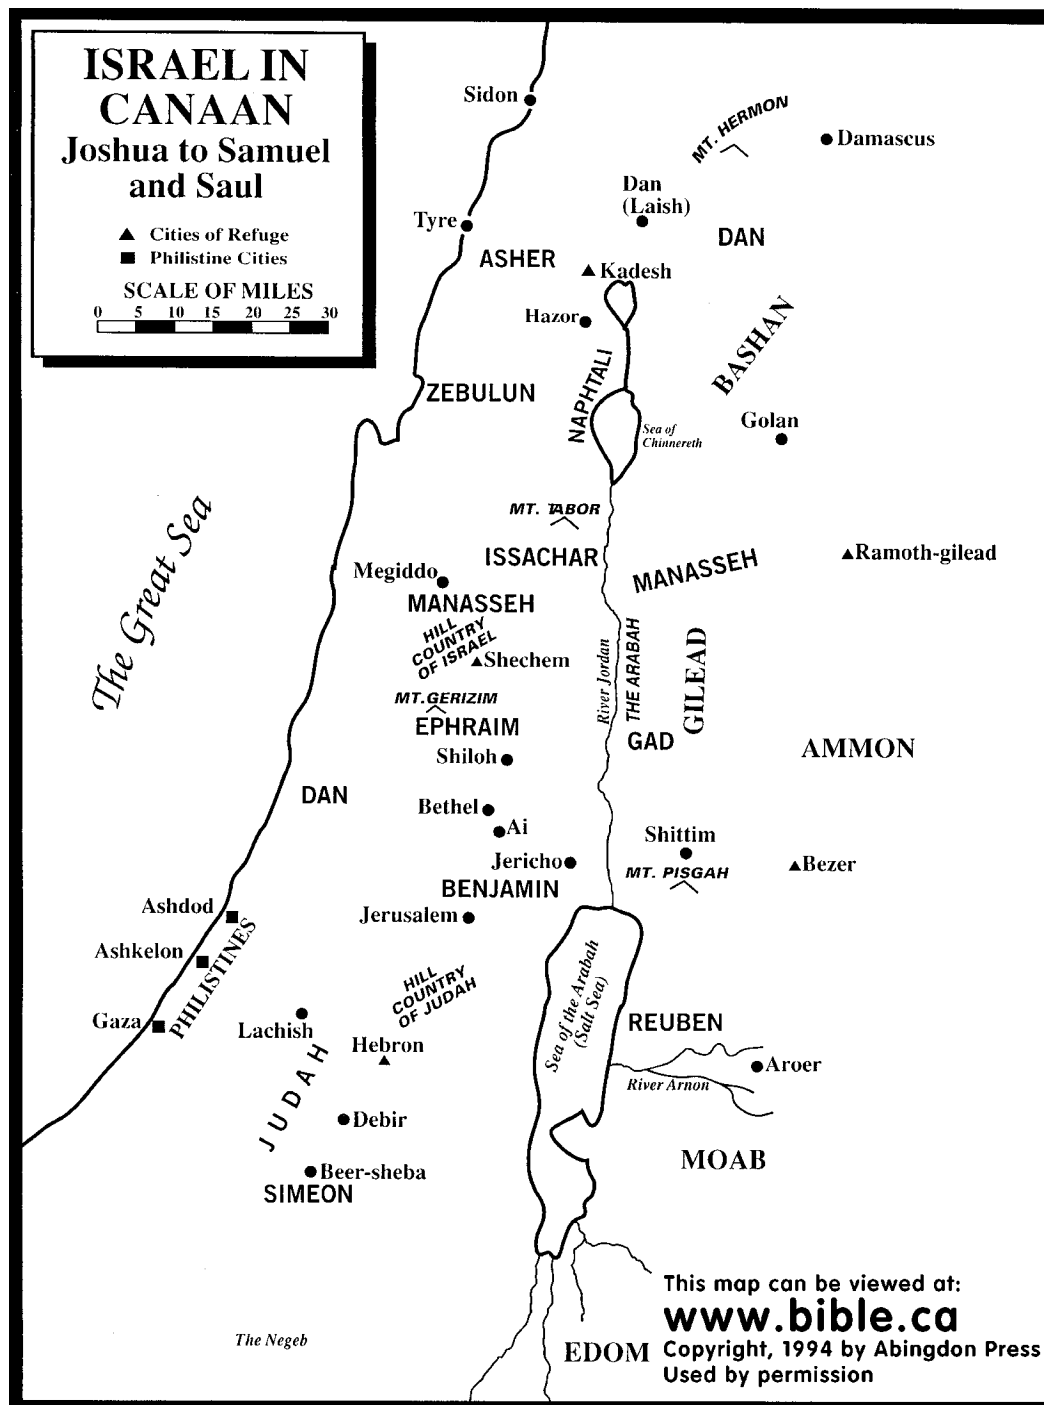 ISRAEL IN
CANAAN
Joshua to Samuel
and Saul
Cities of Refuge
Philistine Cities
SCALE OF MILES
0 5 10 15 20 25 30
Sidon
MT. HERMON
Damascus
Dan
(Laish)
Tyre
DAN
ASHER
Kadesh
Hazor
BASHAN
NAPHTALI
ZEBULUN
Golan
Sea of
Chinnereth
The Great Sea
MT. TABOR
ISSACHAR
MANASSEH
Ramoth-gilead
Megiddo
MANASSEH
HILL
COUNTRY
OF ISRAEL
Shechem
River Jordan
THE ARABAH
GILEAD
MT. GERIZIM
EPHRAIM
GAD
AMMON
Shiloh
DAN
Bethel
Ai
Shittim
Jericho
MT. PISGAH
Bezer
BENJAMIN
Ashdod
Jerusalem
Ashkelon
PHILISTINES
HILL
COUNTRY
OF JUDAH
Sea of the Arabah
(Salt Sea)
Gaza
Lachish
REUBEN
Hebron
JUDAH
Aroer
River Arnon
Debir
MOAB
Beer-sheba
SIMEON
The Negeb
EDOM
This map can be viewed at:
www.bible.ca
Copyright, 1994 by Abingdon Press
Used by permission